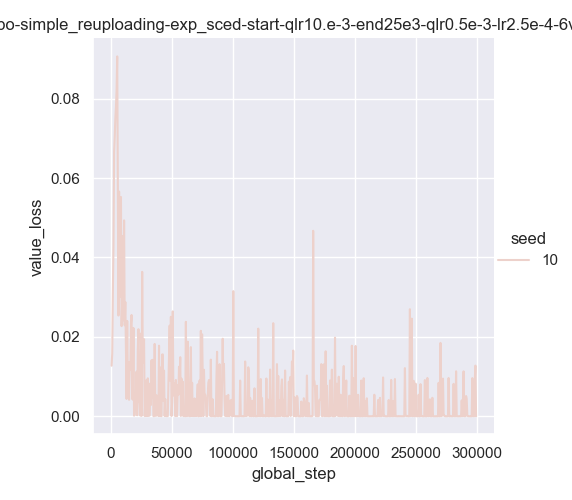 oo-simple_reuploading-exp_sced-start-qlr10.e-3-end25e3-qlr0.5e-3-lr2.5e-4-6v
0.08
0.06
0.04
0.02
0.00
value_loss
0 50000 100000 150000 200000 250000 300000
global_step
seed
10